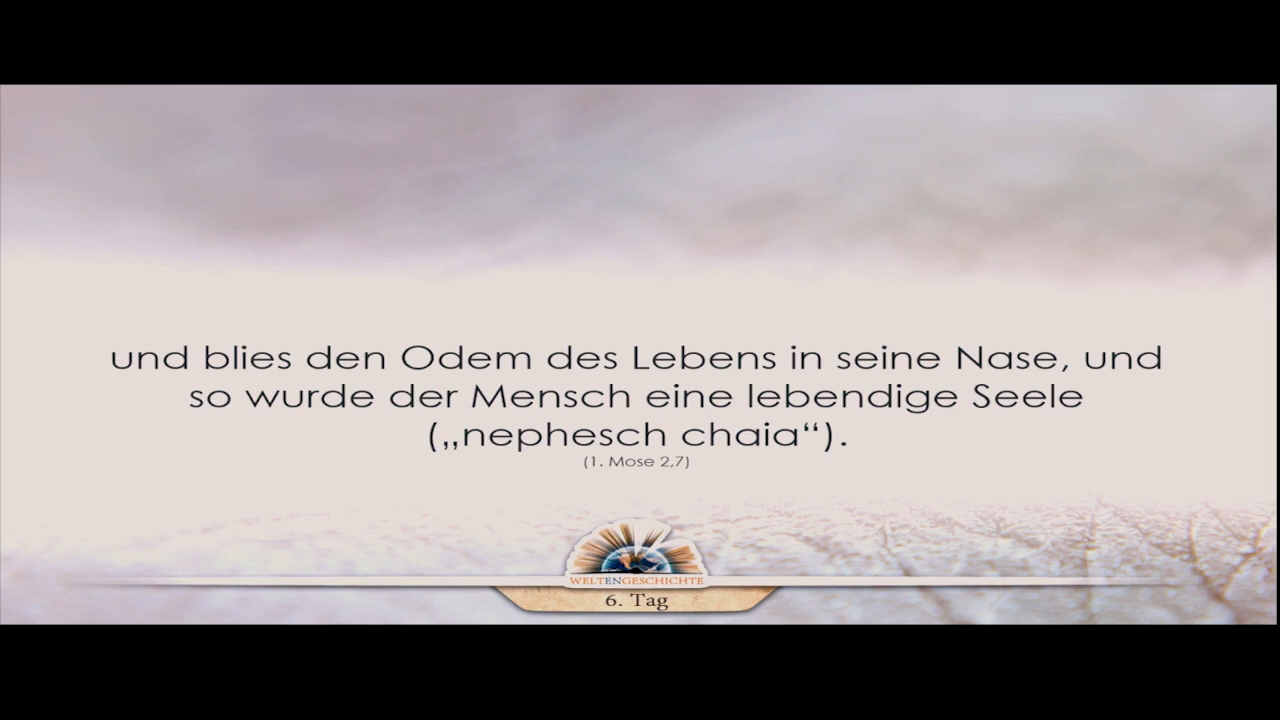 und blies den Odem des Lebens in seine Nase, und
so wurde der Mensch eine lebendige Seele
(„nephesch chaia“).
(1. Mose 2,7)
WELTENGESCHICHTE
6. Tag